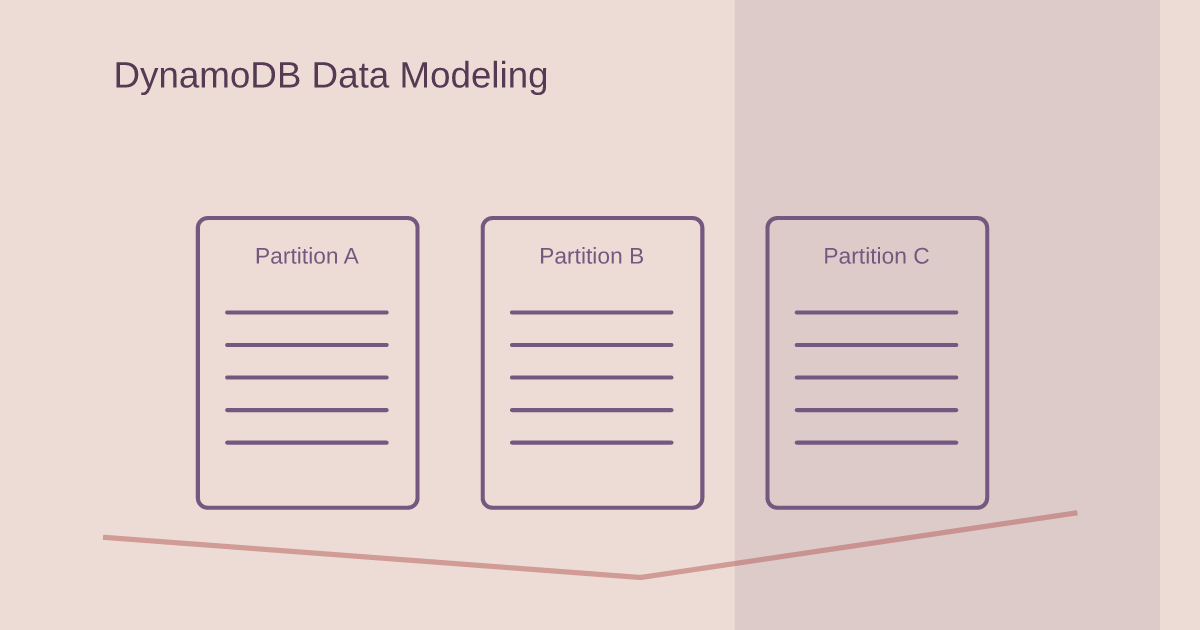 DynamoDB Data Modeling
Partition A
Partition B
Partition C